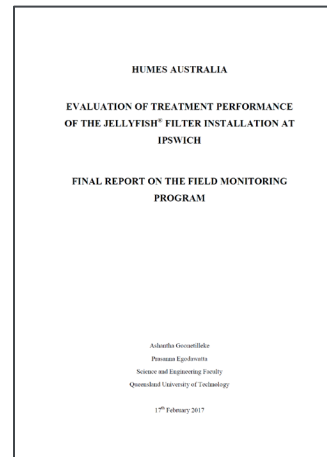 HUMES AUSTRALIA
EVALUATION OF TREATMENT PERFORMANCE
OF THE JELLYFISH® FILTER INSTALLATION AT
IPSWICH
FINAL REPORT ON THE FIELD MONITORING
PROGRAM
Ashantha Goonetilleke
Prasanna Egodawatta
Science and Engineering Faculty
Queensland University of Technology
17th February 2017